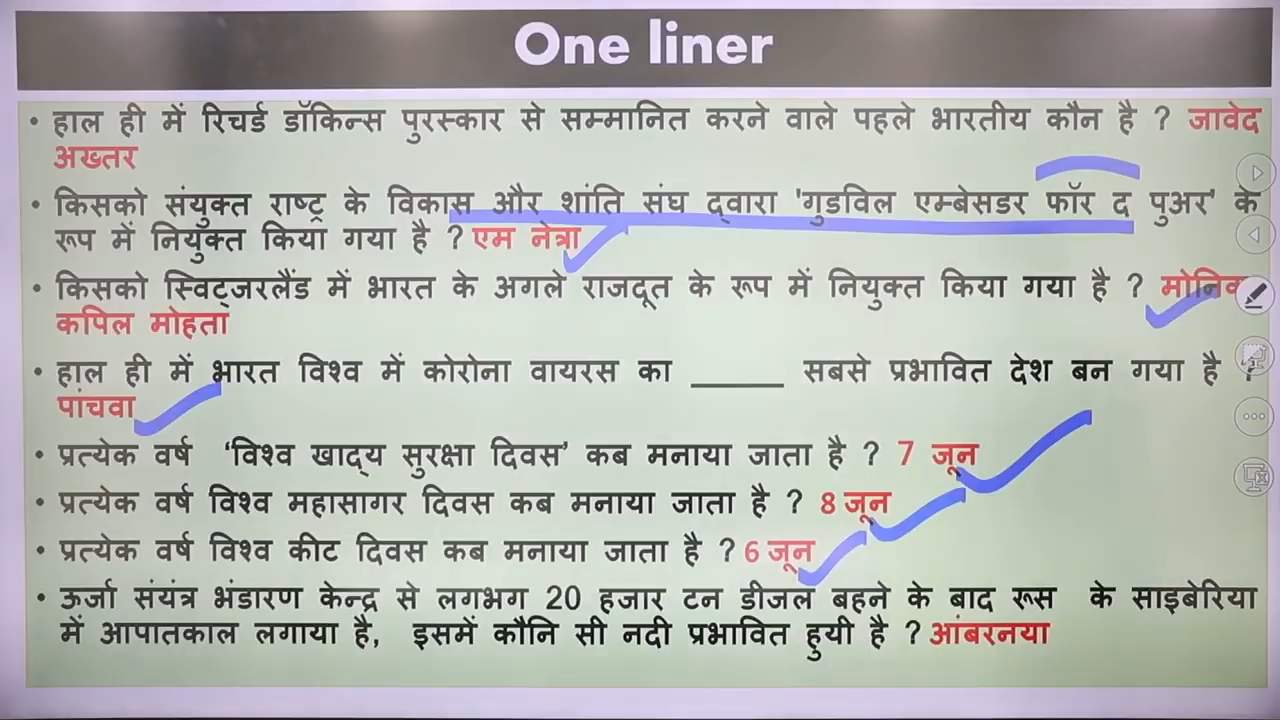 One liner
• हाल ही में रिचर्ड डॉकिन्स पुरस्कार से सम्मानित करने वाले पहले भारतीय कौन है ? जावेद
अख्तर
• किसको संयुक्त राष्ट्र के विकास और शांति संघ द्वारा 'गुडविल एम्बेसडर फॉर द पुअर' के
रूप में नियुक्त किया गया है ? एम नेत्रा
• किसको स्विट्जरलैंड में भारत के अगले राजदूत के रूप में नियुक्त किया गया है ?
कपिल मोहता
• हाल ही में भारत विश्व में कोरोना वायरस का ______ सबसे प्रभावित देश बन गया है ?
पांचवा
• प्रत्येक वर्ष ‘विश्व खाद्य सुरक्षा दिवस’ कब मनाया जाता है ? 7 जून
• प्रत्येक वर्ष विश्व महासागर दिवस कब मनाया जाता है ? 8 जून
• प्रत्येक वर्ष विश्व कीट दिवस कब मनाया जाता है ? 6 जून
• ऊर्जा संयंत्र भंडारण केन्द्र से लगभग 20 हजार टन डीजल बहने के बाद रूस के साइबेरिया
में आपातकाल लगाया है, इसमें कौनि सी नदी प्रभावित हुयी है ? आंबरनया